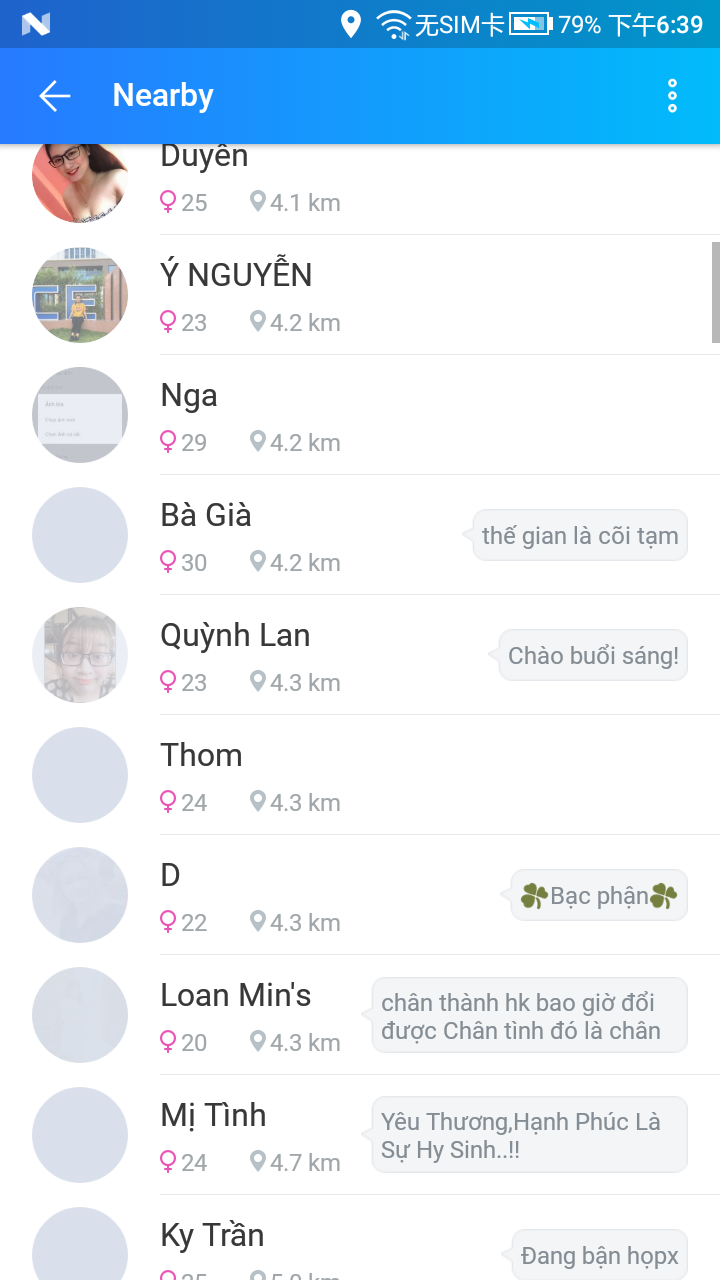 无SIM卡 79% 下午6:39
Nearby
Duyên
25 4.1 km
Ý NGUYỄN
23 4.2 km
Nga
29 4.2 km
Bà Già
thế gian là cõi tạm
30 4.2 km
Quỳnh Lan
Chào buổi sáng!
23 4.3 km
Thom
24 4.3 km
D
☘Bạc phận☘
22 4.3 km
Loan Min's
chân thành hk bao giờ đổi
được Chân tình đó là chân
20 4.3 km
Mị Tình
Yêu Thương,Hạnh Phúc Là
Sự Hy Sinh..!!
24 4.7 km
Ky Trần
Đang bận họpx